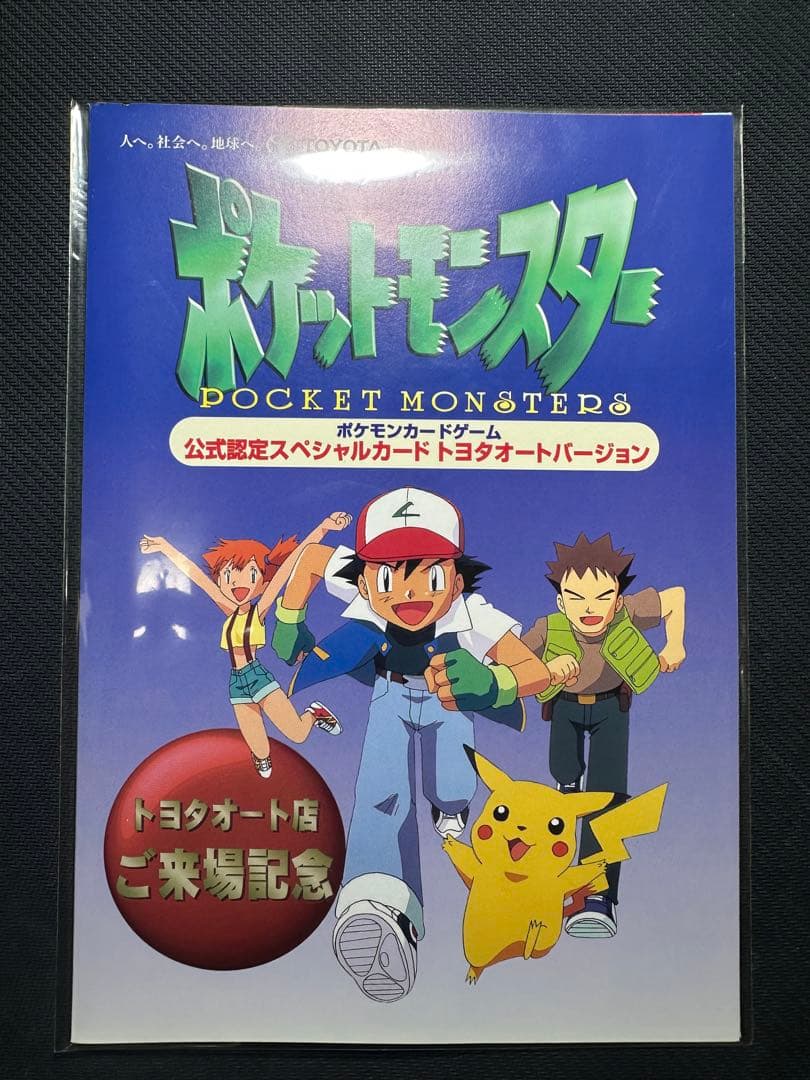 人へ。社会へ。地球へ。 TOYOTA
ポケットモンスター
POCKET MONSTERS
ポケモンカードゲーム
公式認定スペシャルカード トヨタオートバージョン
トヨタオート店
ご来場記念